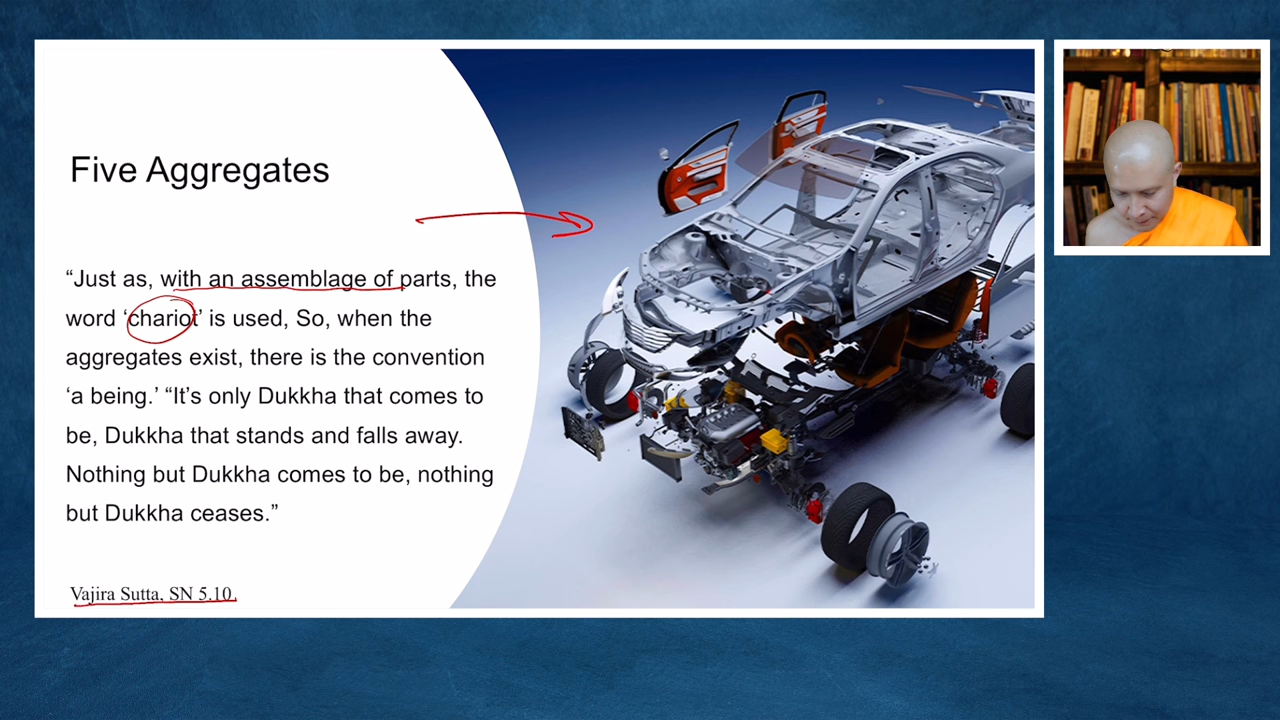 Five Aggregates
“Just as, with an assemblage of parts, the
word ‘chariot’ is used, So, when the
aggregates exist, there is the convention
‘a being.’ “It’s only Dukkha that comes to
be, Dukkha that stands and falls away.
Nothing but Dukkha comes to be, nothing
but Dukkha ceases.”
Vajira Sutta, SN 5.10.